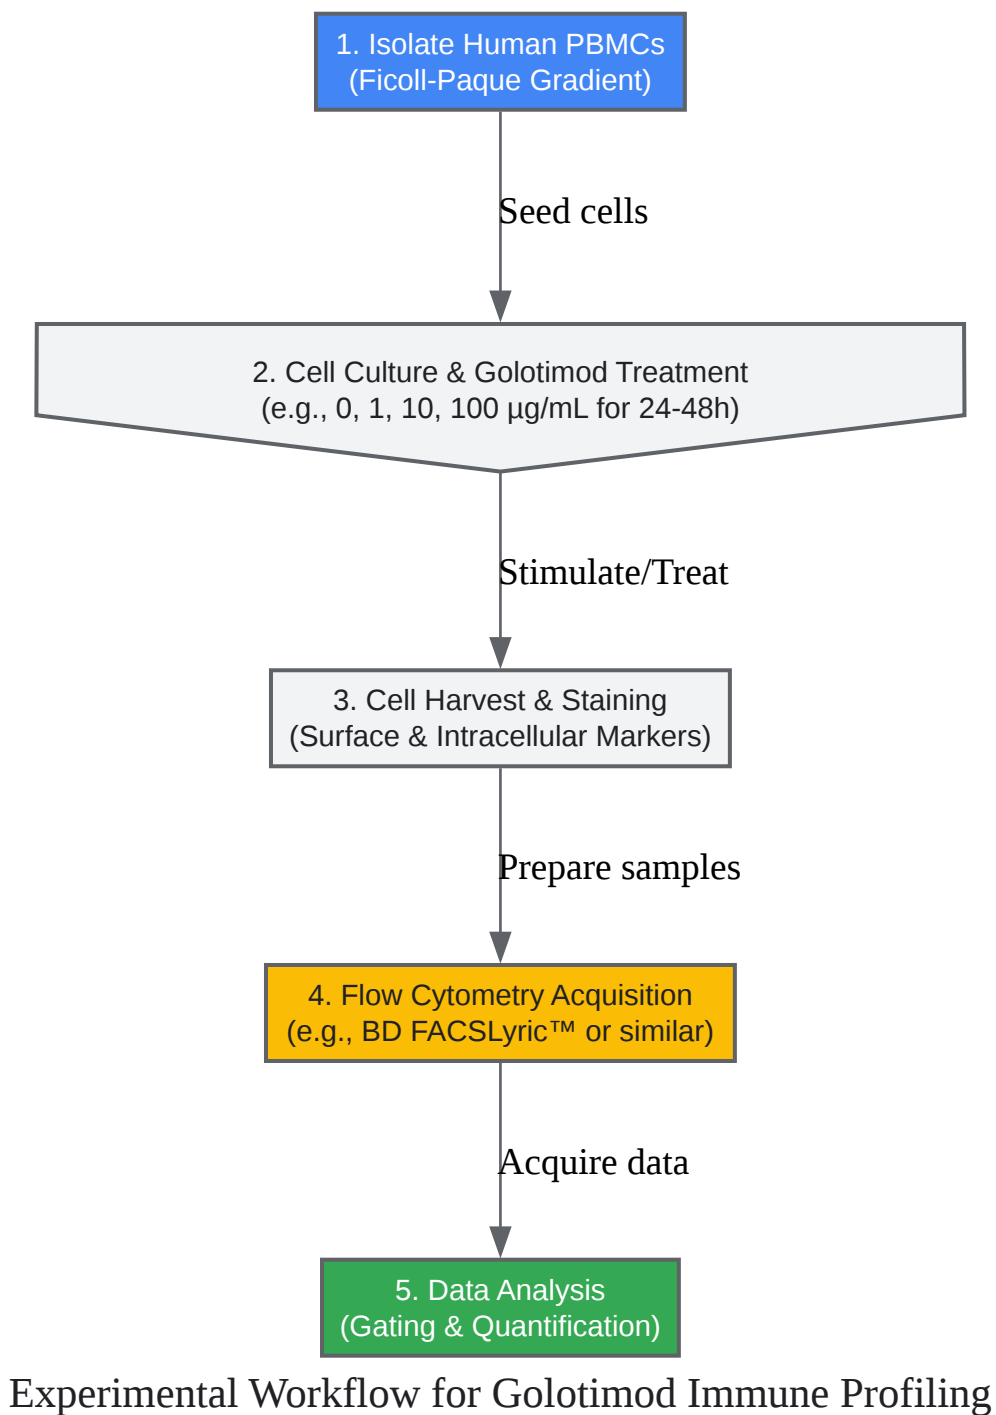 1. Isolate Human PBMCs
(Ficoll-Paque Gradient)
Seed cells
2. Cell Culture & Golotimod Treatment
(e.g., 0, 1, 10, 100 µg/mL for 24-48h)
Stimulate/Treat
3. Cell Harvest & Staining
(Surface & Intracellular Markers)
Prepare samples
4. Flow Cytometry Acquisition
(e.g., BD FACSLyric™ or similar)
Acquire data
5. Data Analysis
(Gating & Quantification)
Experimental Workflow for Golotimod Immune Profiling